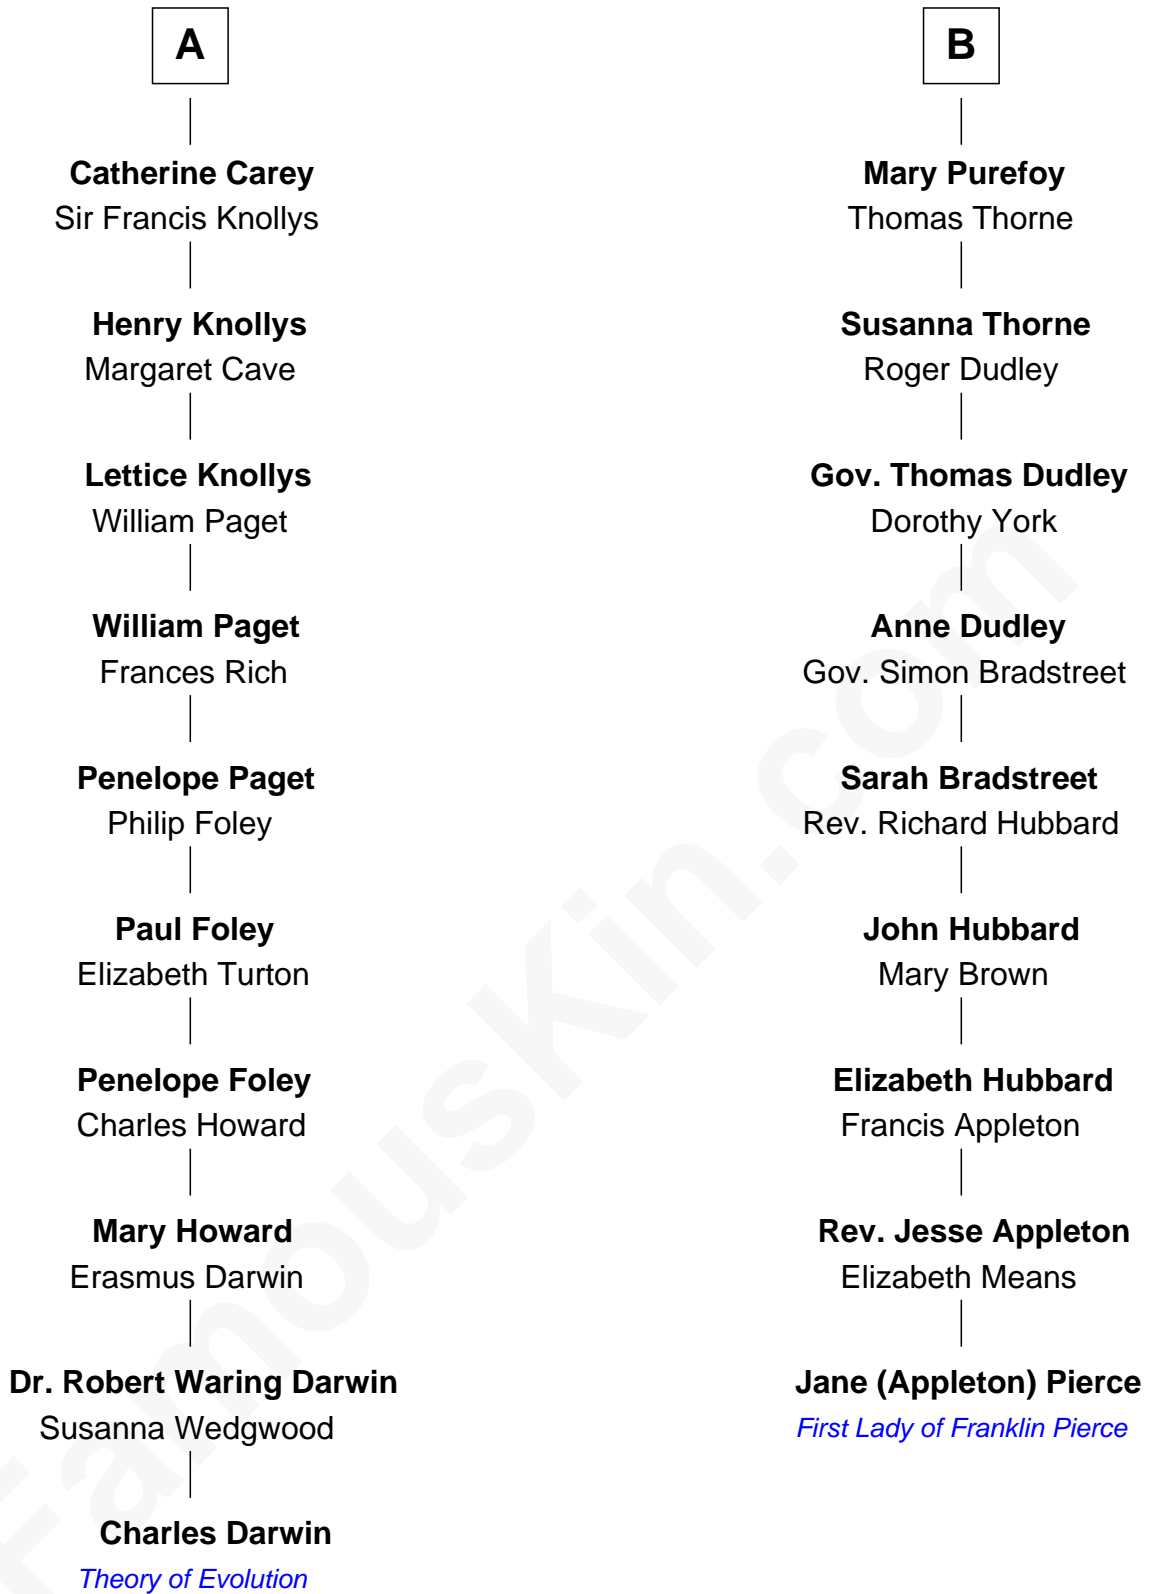 A
Catherine Carey
Sir Francis Knollys
Henry Knollys
Margaret Cave
Lettice Knollys
William Paget
William Paget
Frances Rich
Penelope Paget
Philip Foley
Paul Foley
Elizabeth Turton
Penelope Foley
Charles Howard
Mary Howard
Erasmus Darwin
Dr. Robert Waring Darwin
Susanna Wedgwood
Charles Darwin
Theory of Evolution
B
Mary Purefoy
Thomas Thorne
Susanna Thorne
Roger Dudley
Gov. Thomas Dudley
Dorothy York
Anne Dudley
Gov. Simon Bradstreet
Sarah Bradstreet
Rev. Richard Hubbard
John Hubbard
Mary Brown
Elizabeth Hubbard
Francis Appleton
Rev. Jesse Appleton
Elizabeth Means
Jane (Appleton) Pierce
First Lady of Franklin Pierce
FamousKin.com